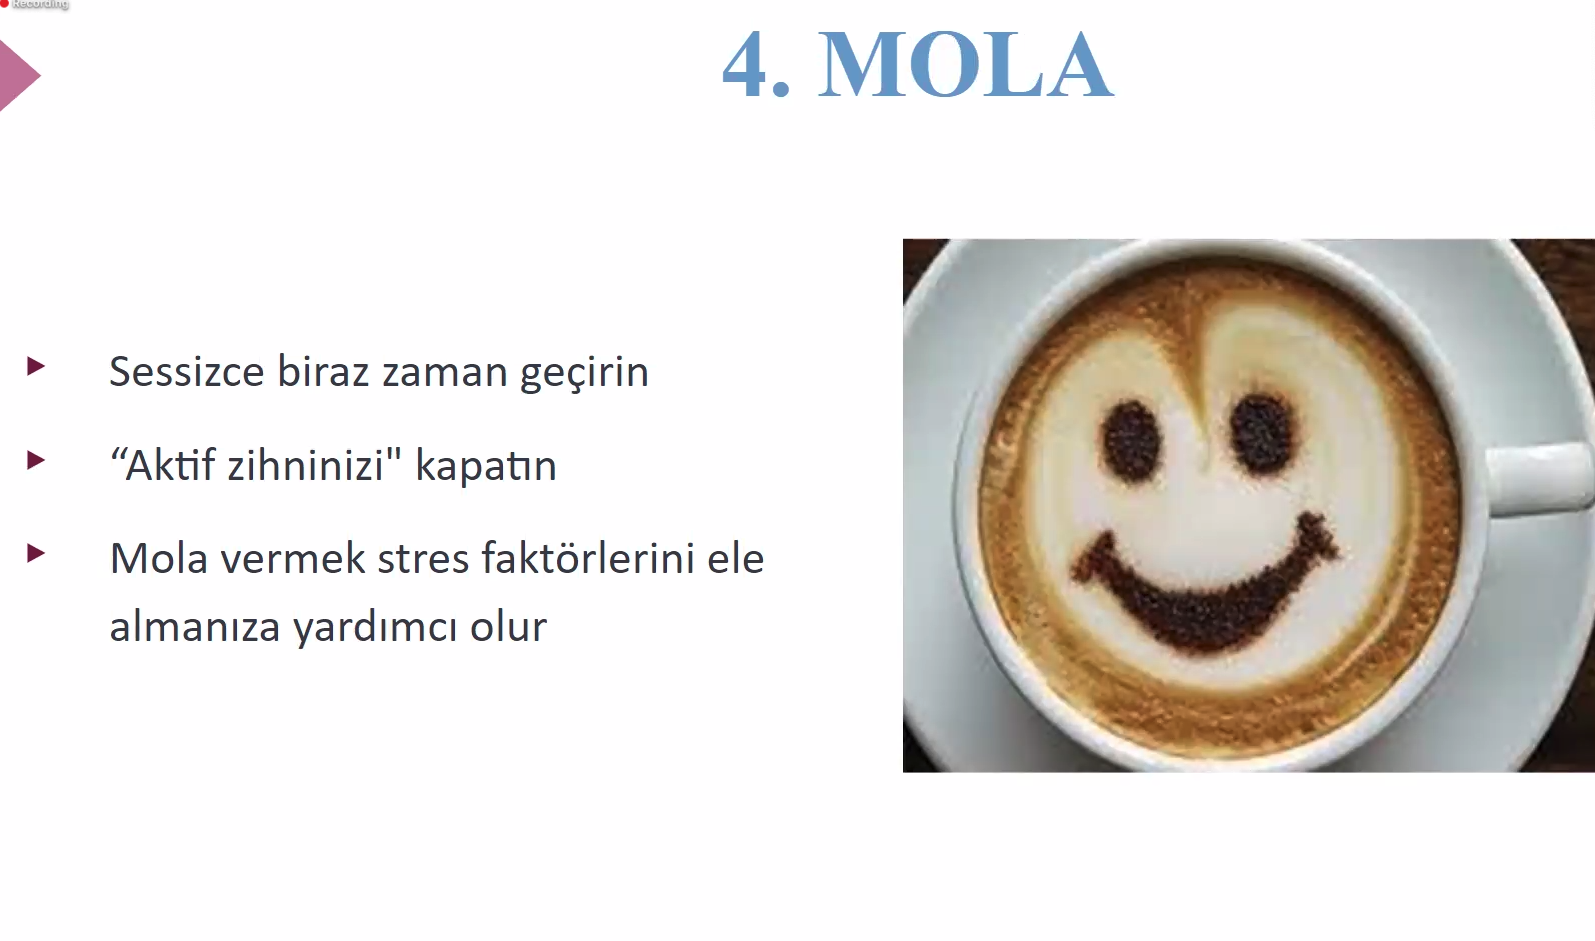 Recording
4. MOLA
Sessizce biraz zaman geçirin
“Aktif zihninizi" kapatın
Mola vermek stres faktörlerini ele
almanıza yardımcı olur